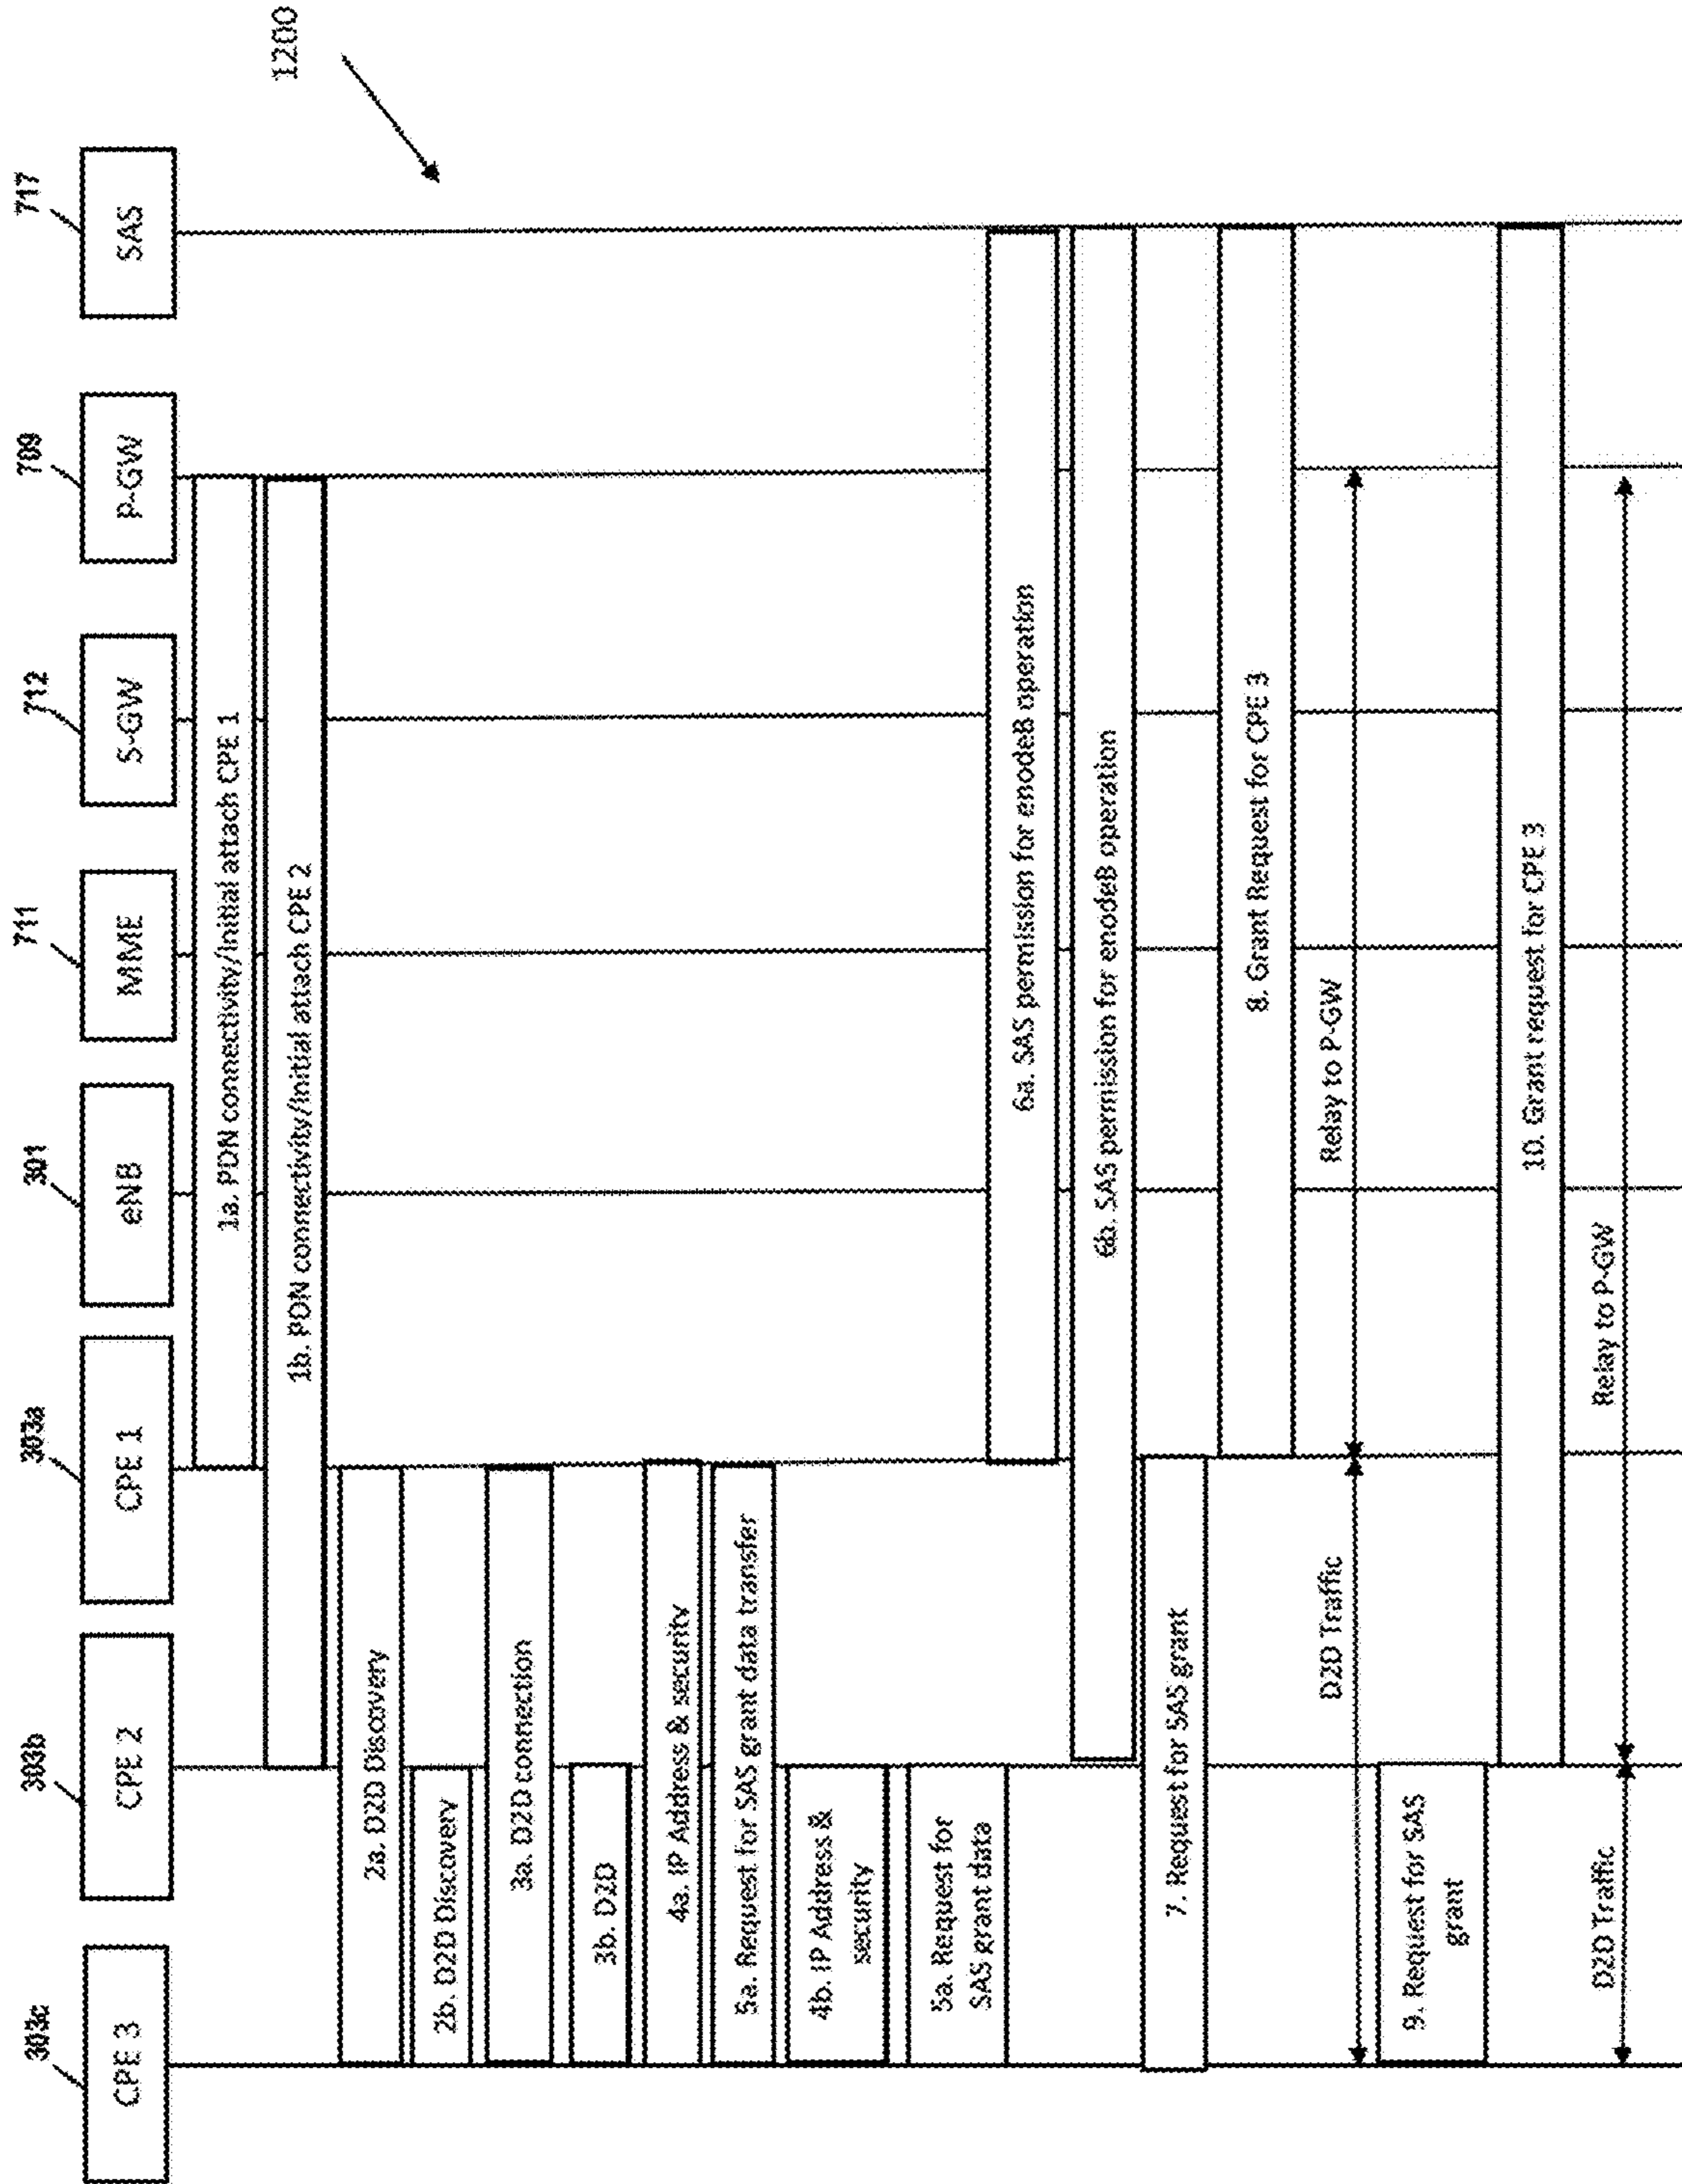 1200
303c
303b
303a
301
711
712
709
717
CPE 3
CPE 2
CPE 1
eNB
MME
S-GW
P-GW
SAS
1a. PDN connectivity/Initial attach CPE 1
1b. PDN connectivity/Initial attach CPE 2
2a. D2D Discovery
2b. D2D Discovery
3a. D2D connection
3b. D2D
4a. IP Address & security
5a. Request for SAS grant data transfer
4b. IP Address &
security
5a. Request for
SAS grant data
6a. SAS permission for enodeB operation
6b. SAS permission for enodeB operation
7. Request for SAS grant
8. Grant Request for CPE 3
D2D Traffic
Relay to P-GW
9. Request for SAS
grant
10. Grant request for CPE 3
D2D Traffic
Relay to P-GW